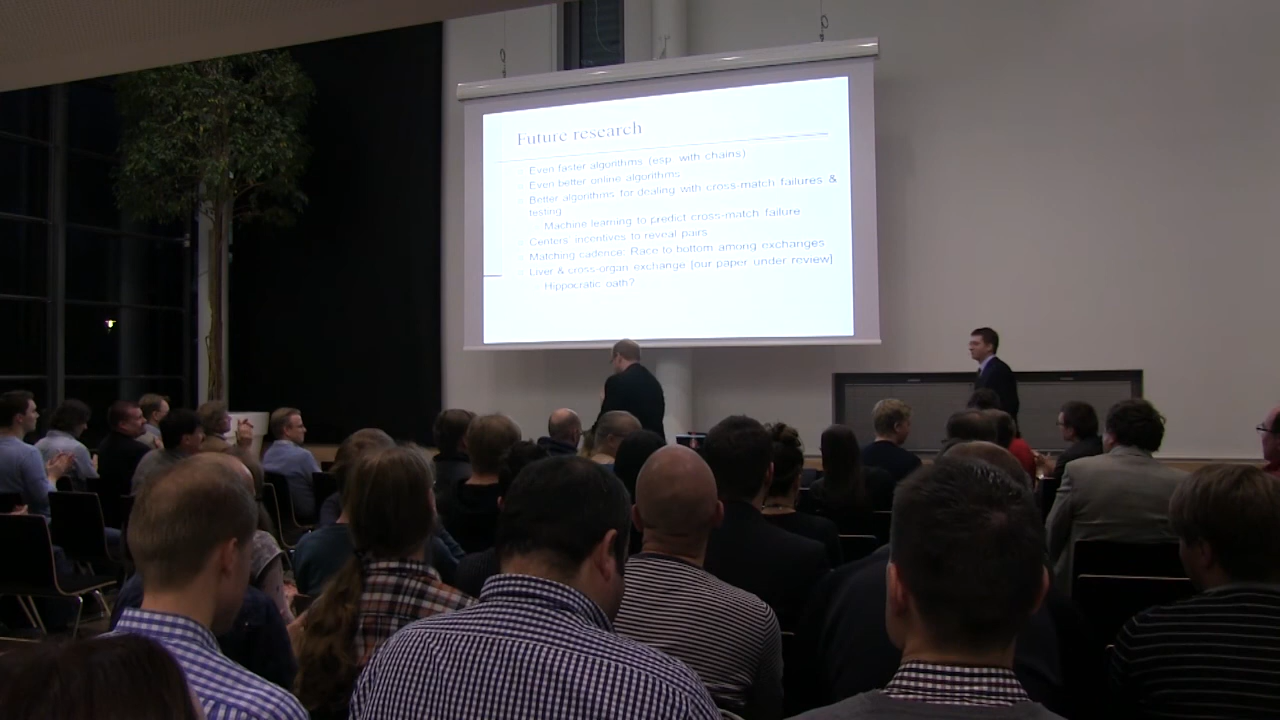 Future research
Even faster algorithms (esp. with chains)
Even better online algorithms
Better algorithms for dealing with cross-match failures &
testing
Machine learning to predict cross-match failure
Centers: incentives to reveal pairs
Matching cadence: Race to bottom among exchanges
Liver & cross-organ exchange [our paper under review]
Hippocratic oath?